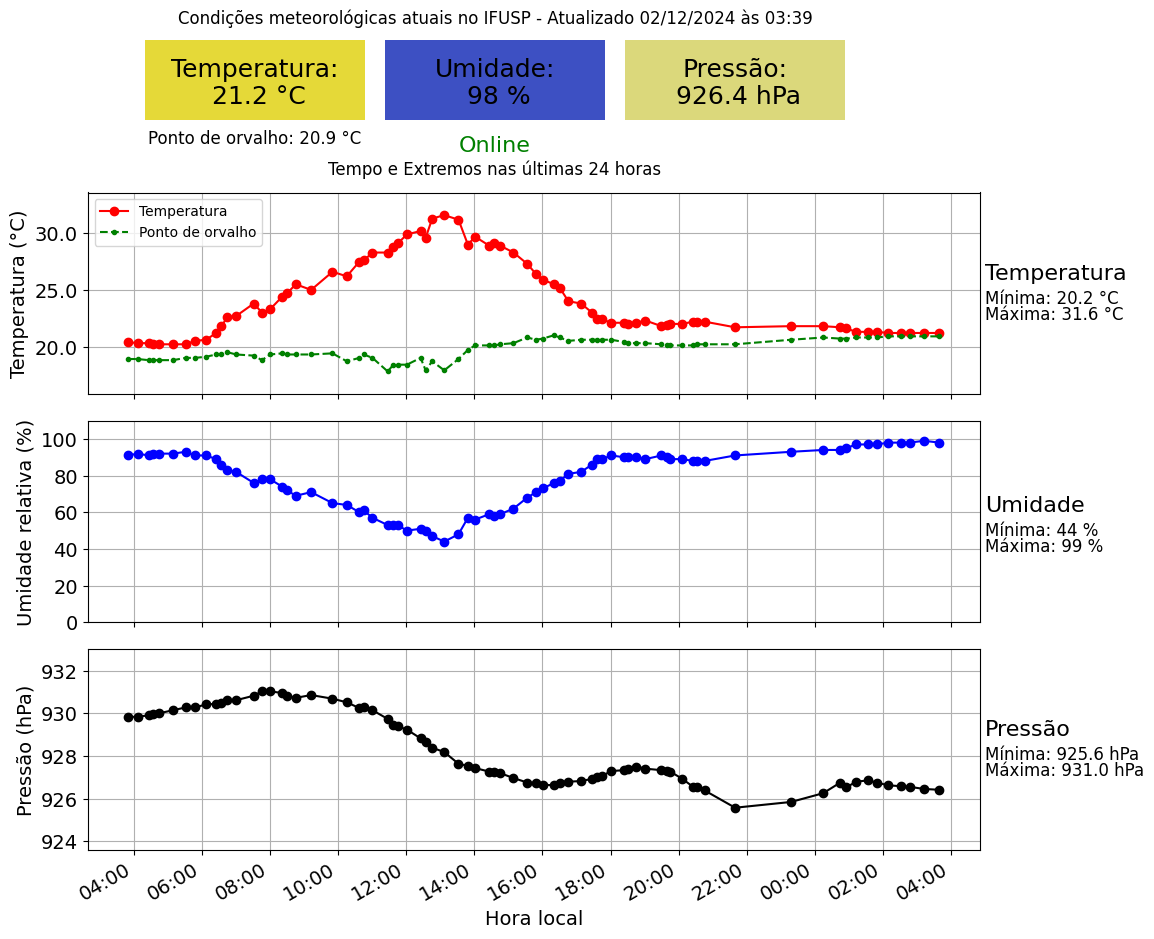 Condições meteorológicas atuais no IFUSP - Atualizado 02/12/2024 às 03:39
Temperatura:
21.2 °C
Umidade:
98 %
Pressão:
926.4 hPa
Ponto de orvalho: 20.9 °C
Online
Tempo e Extremos nas últimas 24 horas
Temperatura (°C)
30.0
25.0
20.0
Temperatura
Ponto de orvalho
Temperatura
Mínima: 20.2 °C
Máxima: 31.6 °C
Umidade relativa (%)
100
80
60
40
20
0
Umidade
Mínima: 44 %
Máxima: 99 %
Pressão (hPa)
932
930
928
926
924
Pressão
Mínima: 925.6 hPa
Máxima: 931.0 hPa
04:00 06:00 08:00 10:00 12:00 14:00 16:00 18:00 20:00 22:00 00:00 02:00 04:00
Hora local